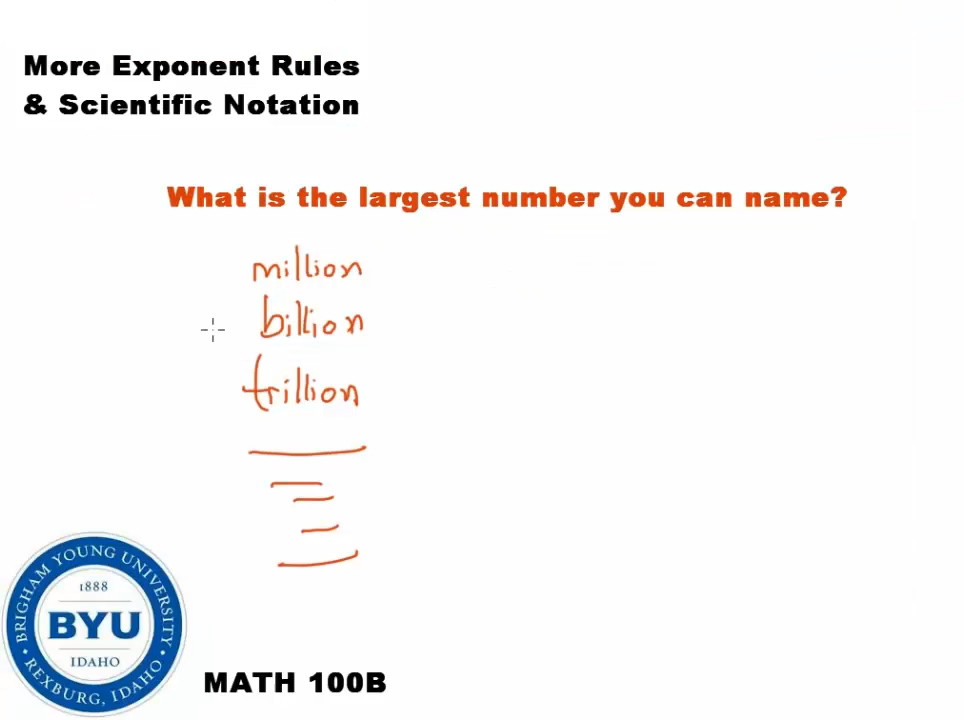 More Exponent Rules
& Scientific Notation
What is the largest number you can name?
million
billion
trillion
BRIGHAM YOUNG UNIVERSITY
1888
BYU
IDAHO
• REXBURG, IDAHO •
MATH 100B